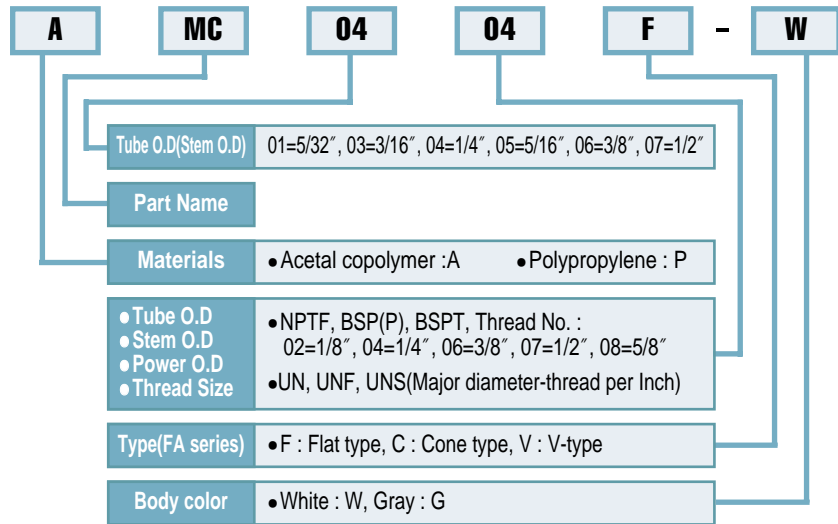 A MC 04 04 F – W
Tube O.D(Stem O.D) 01=5/32″, 03=3/16″, 04=1/4″, 05=5/16″, 06=3/8″, 07=1/2″
Part Name
Materials ●Acetal copolymer :A ●Polypropylene : P
●Tube O.D
●Stem O.D
●Power O.D
●Thread Size
●NPTF, BSP(P), BSPT, Thread No. :
02=1/8″, 04=1/4″, 06=3/8″, 07=1/2″, 08=5/8″
●UN, UNF, UNS(Major diameter-thread per Inch)
Type(FA series) ●F : Flat type, C : Cone type, V : V-type
Body color ●White : W, Gray : G